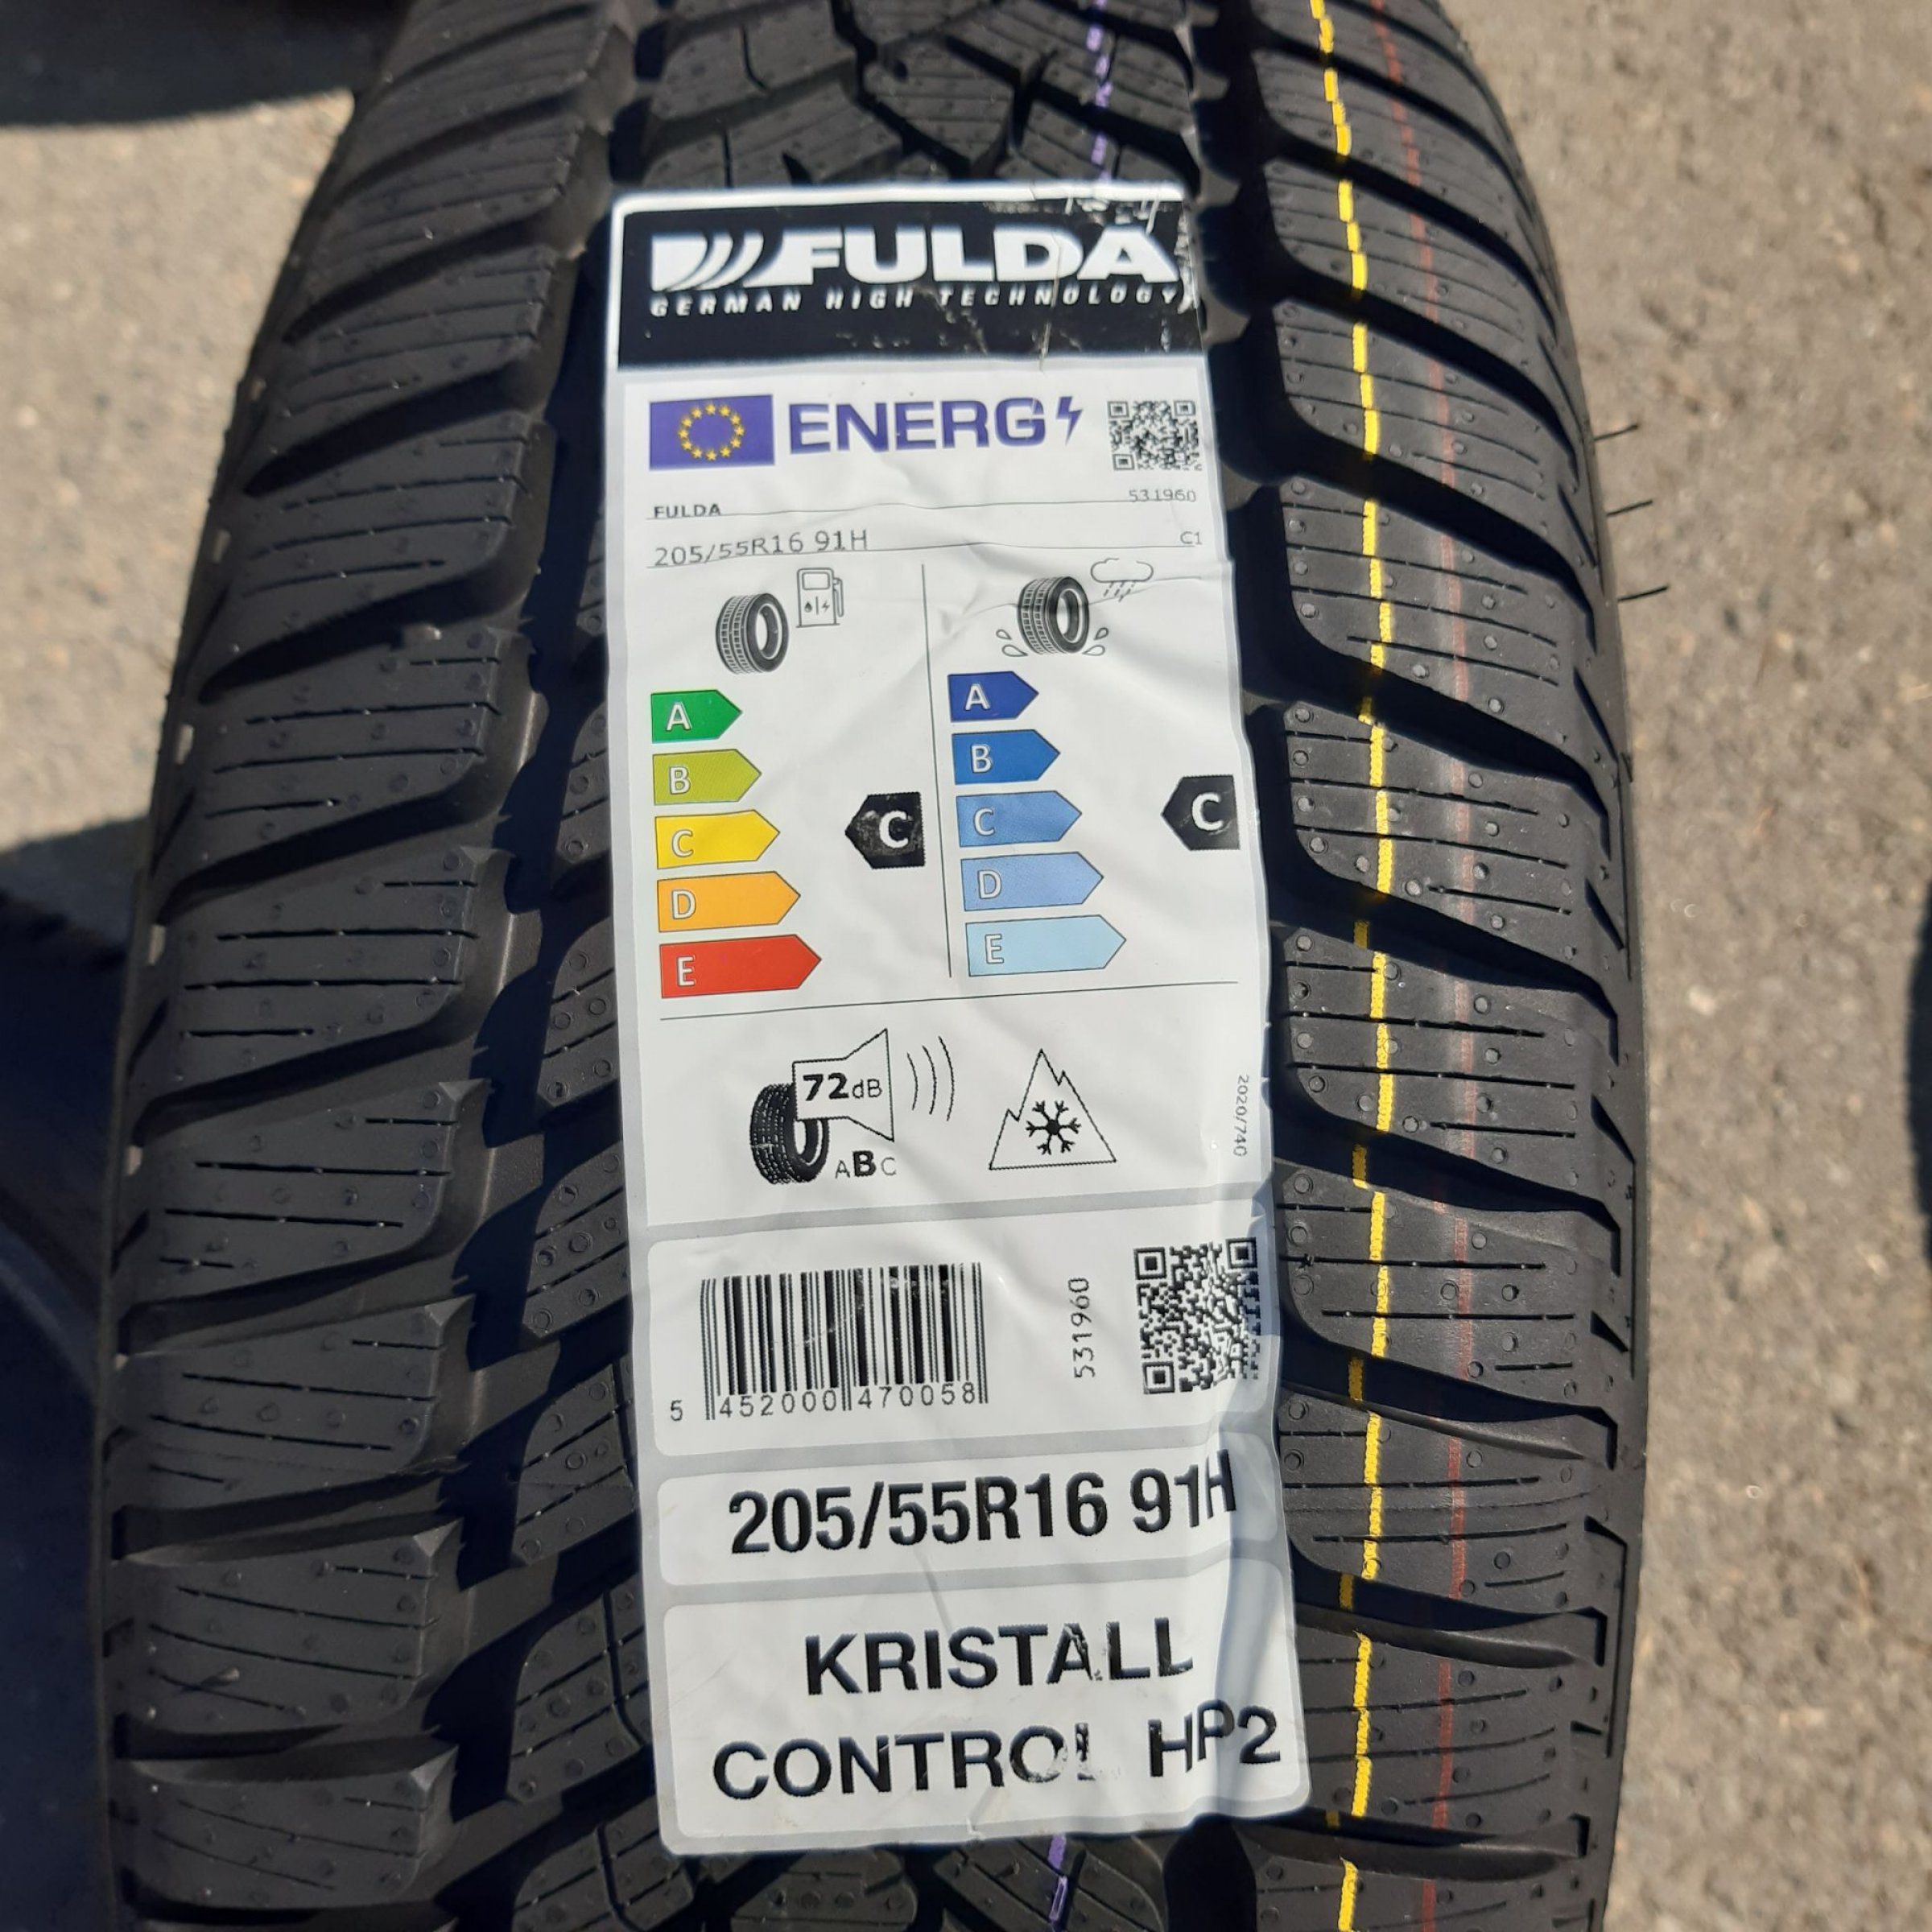 FULDA
GERMAN HIGH TECHNOLOGY
ENERG
FULDA 531960
205/55R16 91H C1
A A
B B
C C C C
D D
E E
72dB
ABC
2020/740
5 452000 470058
531960
205/55R16 91H
KRISTALL
CONTROL HP2